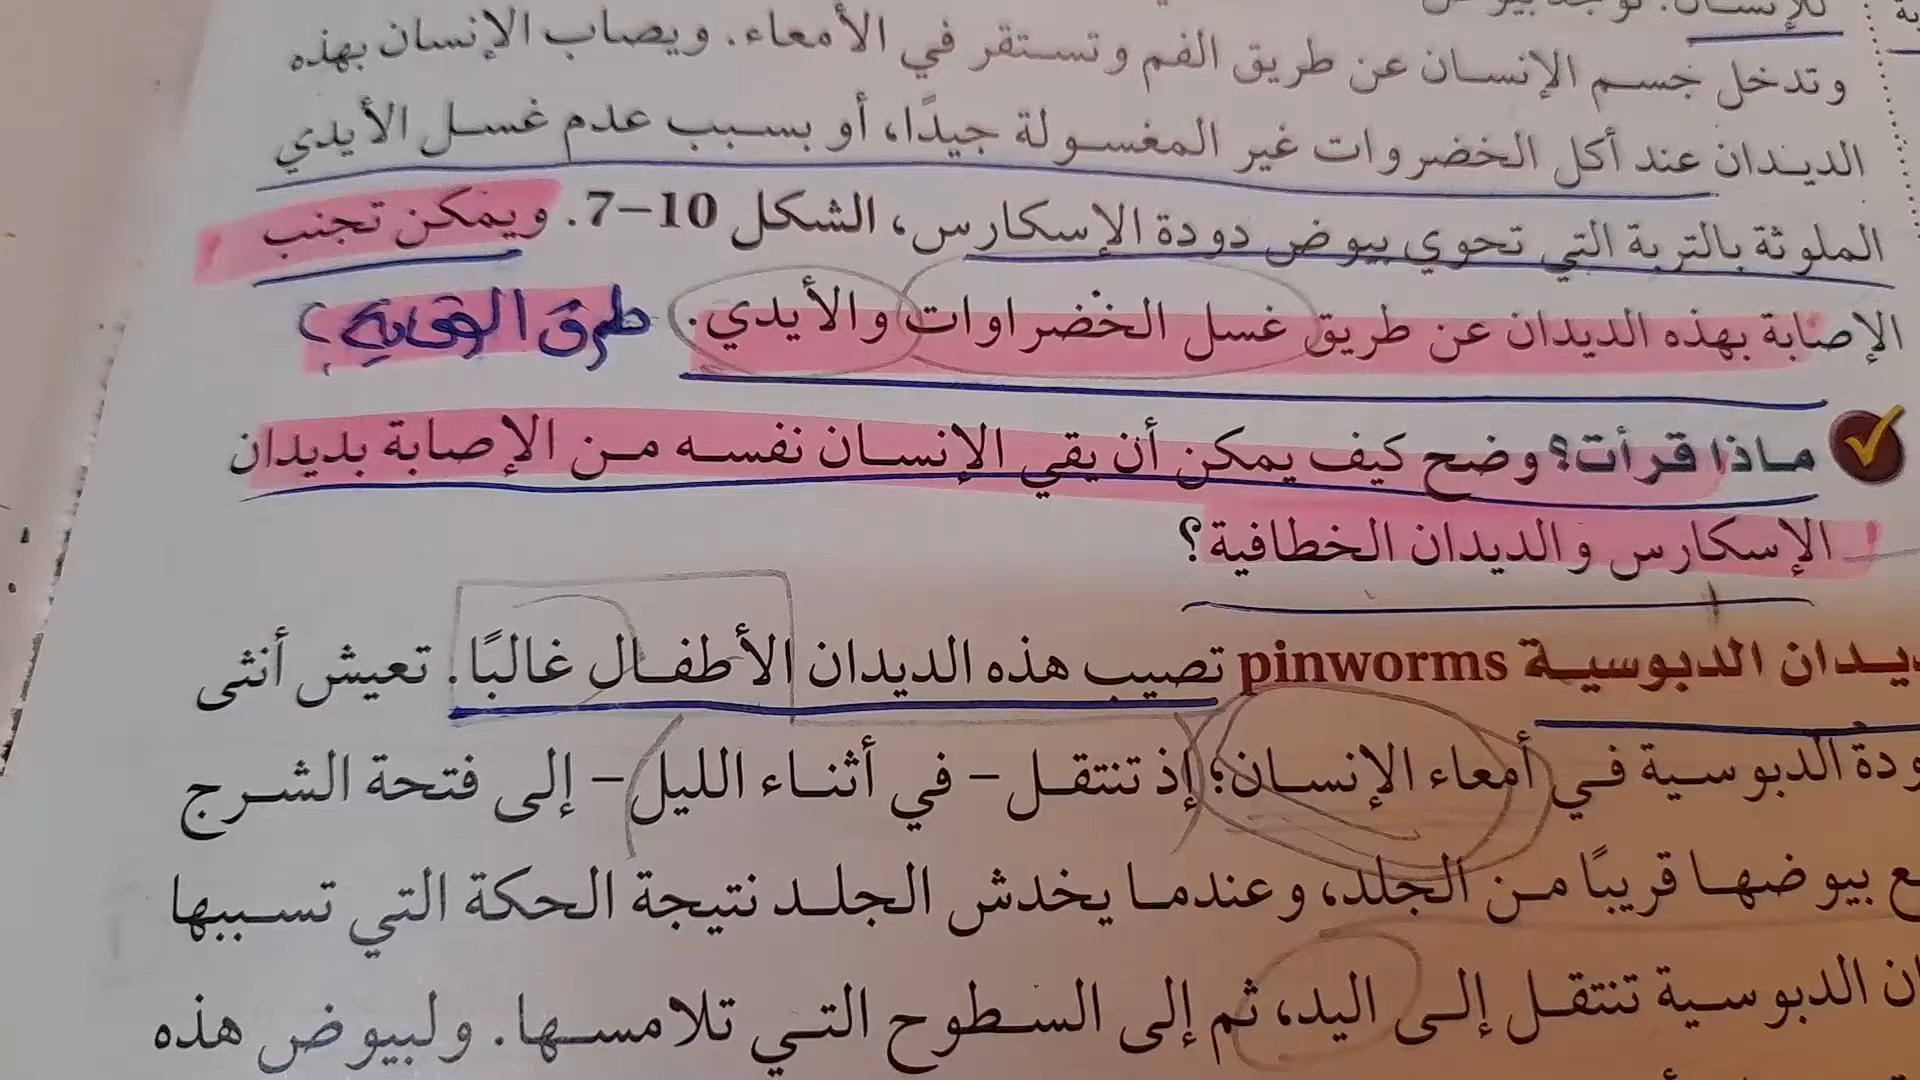 للإنسان. توجد بيوض
وتدخل جسم الإنسان عن طريق الفم وتستقر في الأمعاء. ويصاب الإنسان بهذه
الديدان عند أكل الخضروات غير المغسولة جيدًا، أو بسبب عدم غسل الأيدي
الملوثة بالتربة التي تحوي بيوض دودة الإسكارس، الشكل 10-7. ويمكن تجنب
الإصابة بهذه الديدان عن طريق غسل الخضراوات والأيدي. طرق الوقاية؟
ماذا قرأت؟ وضح كيف يمكن أن يقي الإنسان نفسه من الإصابة بديدان
الإسكارس والديدان الخطافية؟
يدان الدبوسية pinworms تصيب هذه الديدان الأطفال غالبًا. تعيش أنثى
ودة الدبوسية في أمعاء الإنسان؛ إذ تنتقل - في أثناء الليل - إلى فتحة الشرج
ع بيوضها قريبًا من الجلد، وعندما يخدش الجلد نتيجة الحكة التي تسببها
ان الدبوسية تنتقل إلى اليد، ثم إلى السطوح التي تلامسها. ولبيوض هذه